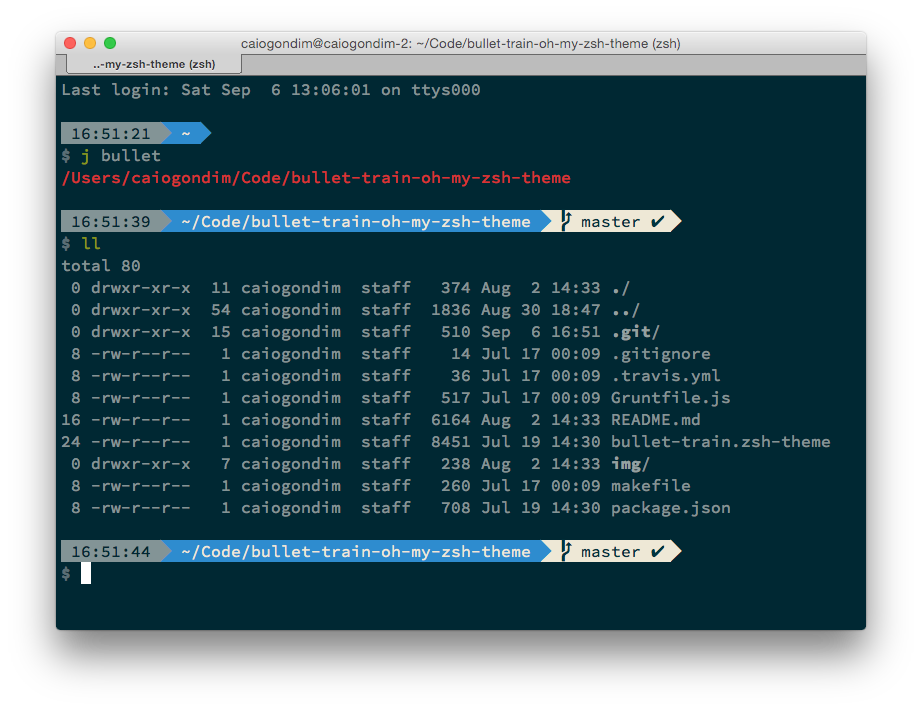 caiogondim@caiogondim-2: ~/Code/bullet-train-oh-my-zsh-theme (zsh)
..-my-zsh-theme (zsh)
Last login: Sat Sep  6 13:06:01 on ttys000
16:51:21 ~
$ j bullet
/Users/caiogondim/Code/bullet-train-oh-my-zsh-theme
16:51:39 ~/Code/bullet-train-oh-my-zsh-theme master ✔
$ ll
total 80
 0 drwxr-xr-x  11 caiogondim  staff   374 Aug  2 14:33 ./
 0 drwxr-xr-x  54 caiogondim  staff  1836 Aug 30 18:47 ../
 0 drwxr-xr-x  15 caiogondim  staff   510 Sep  6 16:51 .git/
 8 -rw-r--r--   1 caiogondim  staff    14 Jul 17 00:09 .gitignore
 8 -rw-r--r--   1 caiogondim  staff    36 Jul 17 00:09 .travis.yml
 8 -rw-r--r--   1 caiogondim  staff   517 Jul 17 00:09 Gruntfile.js
16 -rw-r--r--   1 caiogondim  staff  6164 Aug  2 14:33 README.md
24 -rw-r--r--   1 caiogondim  staff  8451 Jul 19 14:30 bullet-train.zsh-theme
 0 drwxr-xr-x   7 caiogondim  staff   238 Aug  2 14:33 img/
 8 -rw-r--r--   1 caiogondim  staff   260 Jul 17 00:09 makefile
 8 -rw-r--r--   1 caiogondim  staff   708 Jul 19 14:30 package.json
16:51:44 ~/Code/bullet-train-oh-my-zsh-theme master ✔
$